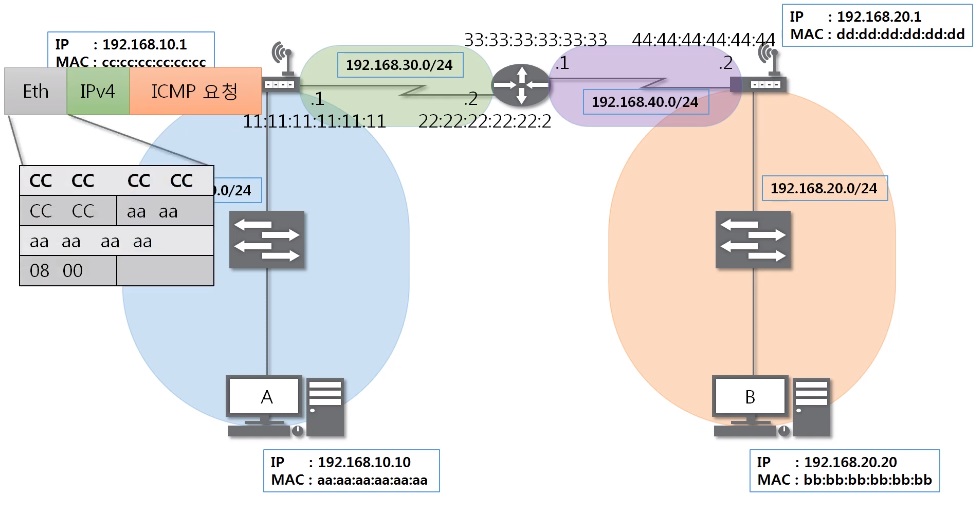 IP : 192.168.10.1
MAC : cc:cc:cc:cc:cc:cc
Eth IPv4 ICMP 요청
CC CC CC CC
CC CC aa aa
aa aa aa aa
08 00
.0/24
192.168.30.0/24
.1
.2
11:11:11:11:11:11
22:22:22:22:22:2
33:33:33:33:33:33
44:44:44:44:44:44
.1
.2
192.168.40.0/24
IP : 192.168.20.1
MAC : dd:dd:dd:dd:dd:dd
192.168.20.0/24
A
B
IP : 192.168.10.10
MAC : aa:aa:aa:aa:aa:aa
IP : 192.168.20.20
MAC : bb:bb:bb:bb:bb:bb